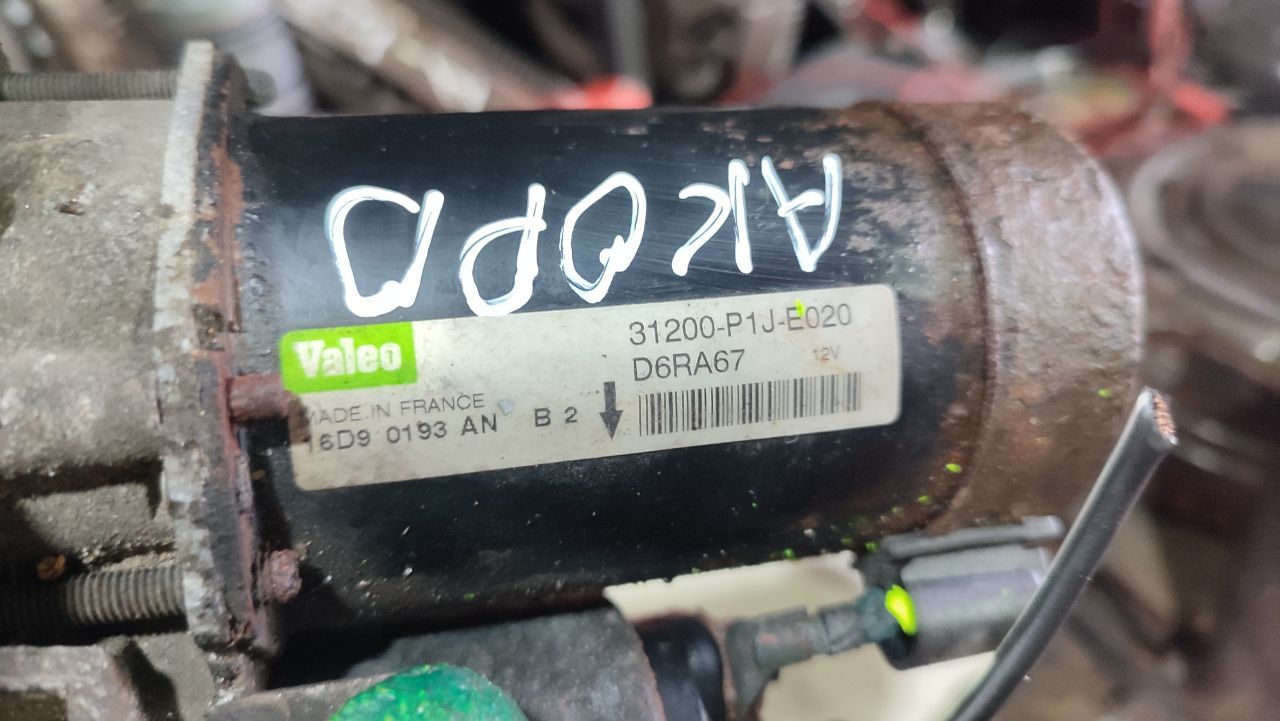 АКОРД
Valeo
31200-P1J-E020
D6RA67 12V
MADE IN FRANCE
16D9 0193 AN B 2